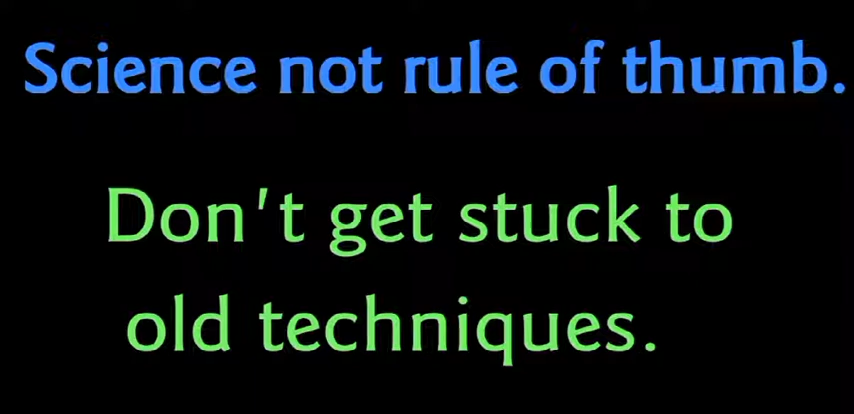 Science not rule of thumb.
Don't get stuck to
old techniques.